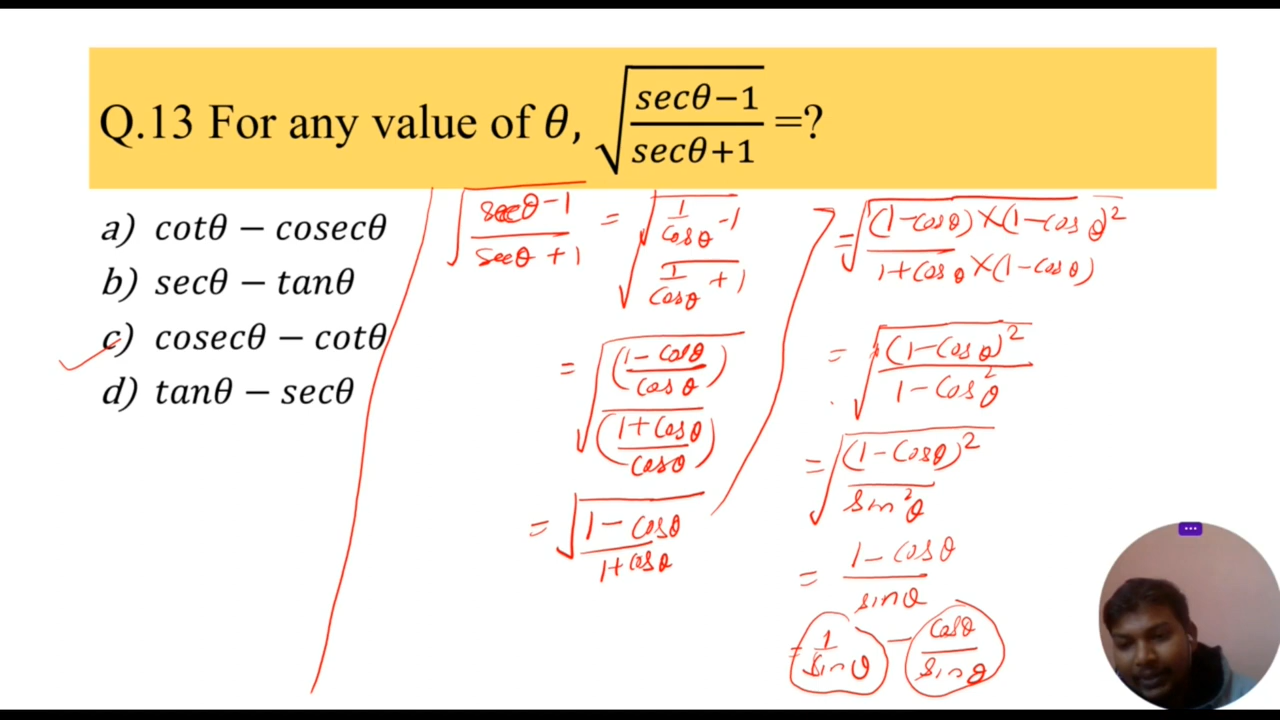 Q.13 For any value of θ, √((secθ−1)/(secθ+1)) =?
a) cotθ − cosecθ
b) secθ − tanθ
c) cosecθ − cotθ
d) tanθ − secθ
√((secθ − 1)/(secθ + 1)) = √((1/cosθ − 1)/(1/cosθ + 1))
= √(((1 − cosθ)/cosθ)/((1 + cosθ)/cosθ))
= √((1 − cosθ)/(1 + cosθ))
= √(((1−cosθ)×(1−cosθ)²)/(1+cosθ×(1−cosθ)))
= √((1−cosθ)²/(1−cos²θ))
= √((1−cosθ)²/sin²θ)
= (1−cosθ)/sinθ
= 1/sinθ − cosθ/sinθ